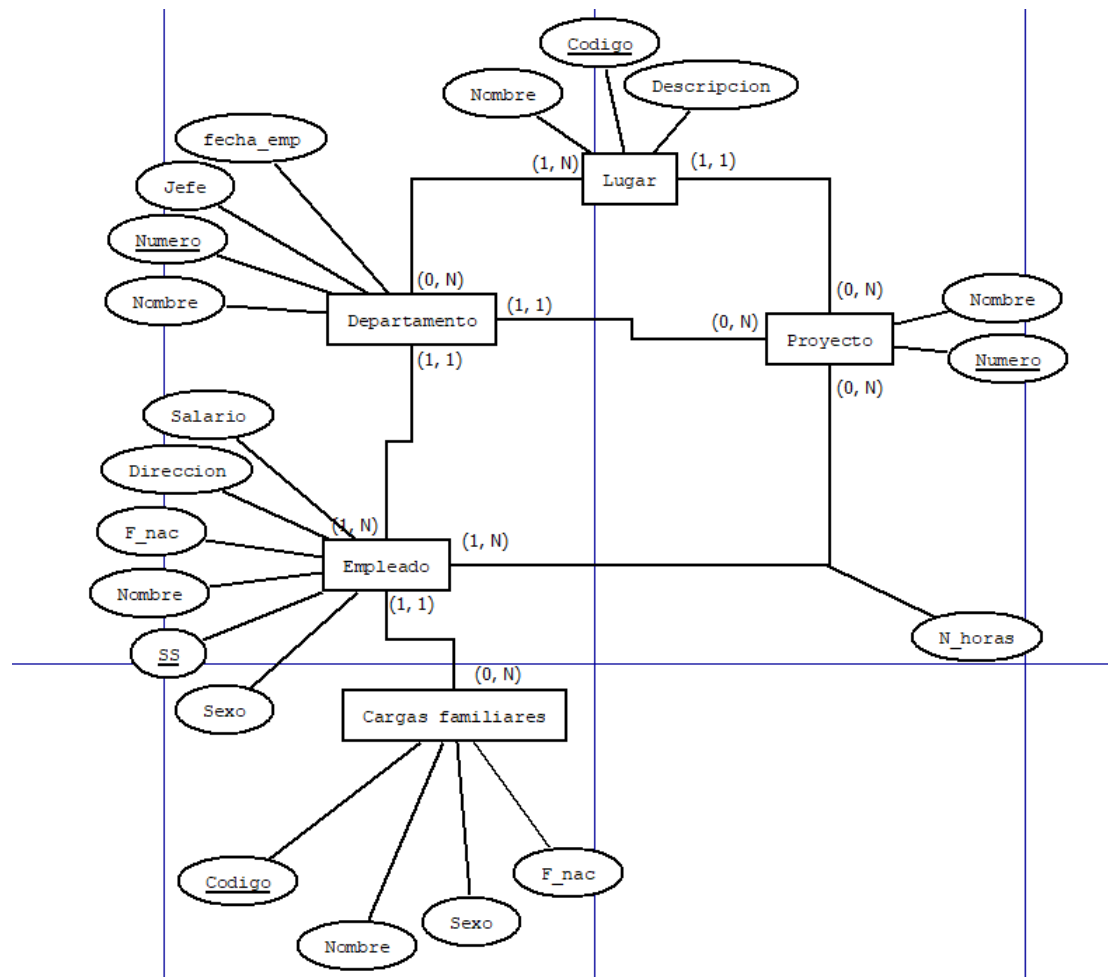 Codigo
Nombre
Descripcion
fecha_emp
(1, N)
Lugar
(1, 1)
Jefe
Numero
Nombre
(0, N)
Departamento
(1, 1)
(0, N)
(0, N)
Proyecto
Nombre
Numero
(1, 1)
(0, N)
Salario
Direccion
F_nac
Nombre
SS
Sexo
(1, N)
Empleado
(1, N)
(1, 1)
N_horas
(0, N)
Cargas familiares
Codigo
Nombre
Sexo
F_nac